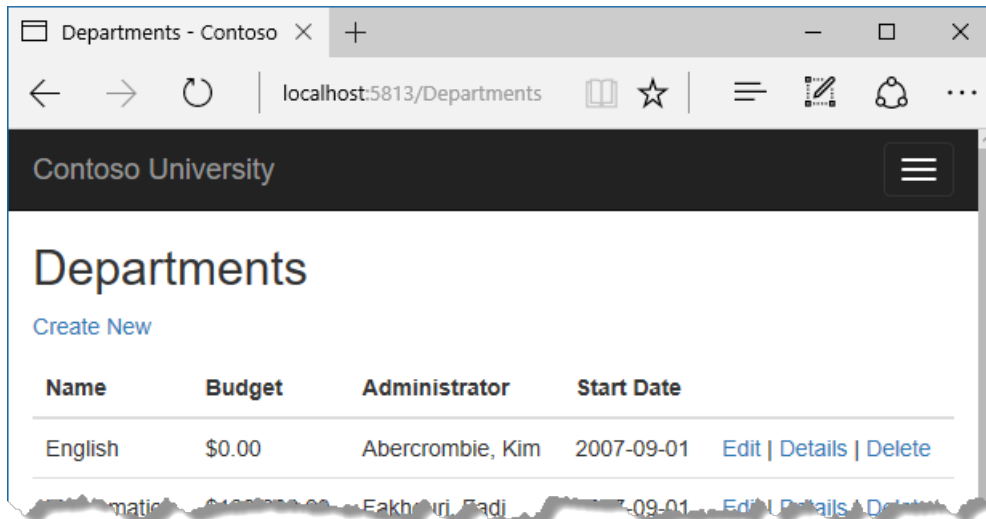 Departments - Contoso
localhost:5813/Departments
Contoso University
Departments
Create New
Name Budget Administrator Start Date
English $0.00 Abercrombie, Kim 2007-09-01 Edit | Details | Delete